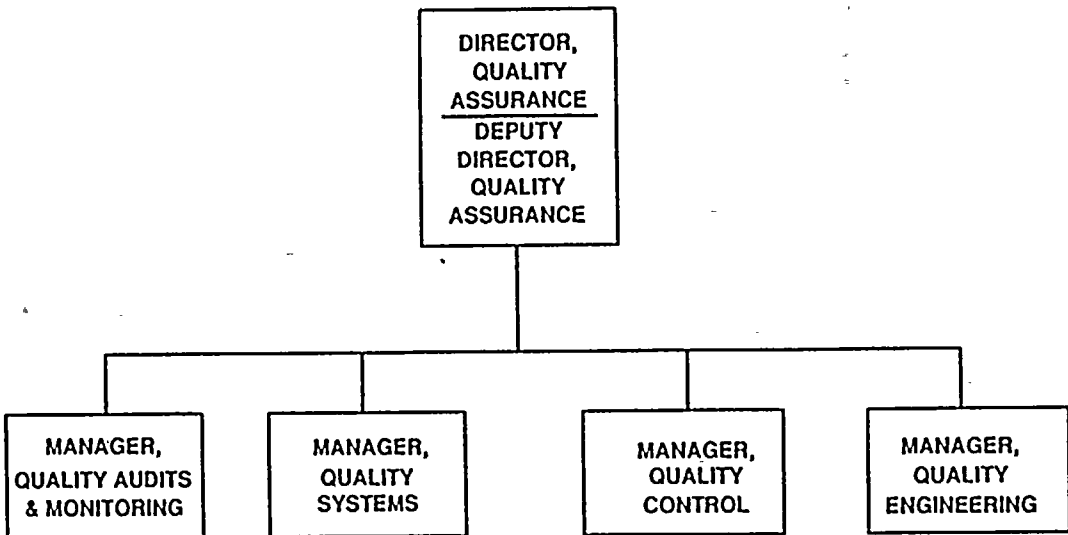 DIRECTOR,
QUALITY
ASSURANCE
DEPUTY
DIRECTOR,
QUALITY
ASSURANCE
MANAGER,
QUALITY AUDITS
& MONITORING
MANAGER,
QUALITY
SYSTEMS
MANAGER,
QUALITY
CONTROL
MANAGER,
QUALITY
ENGINEERING